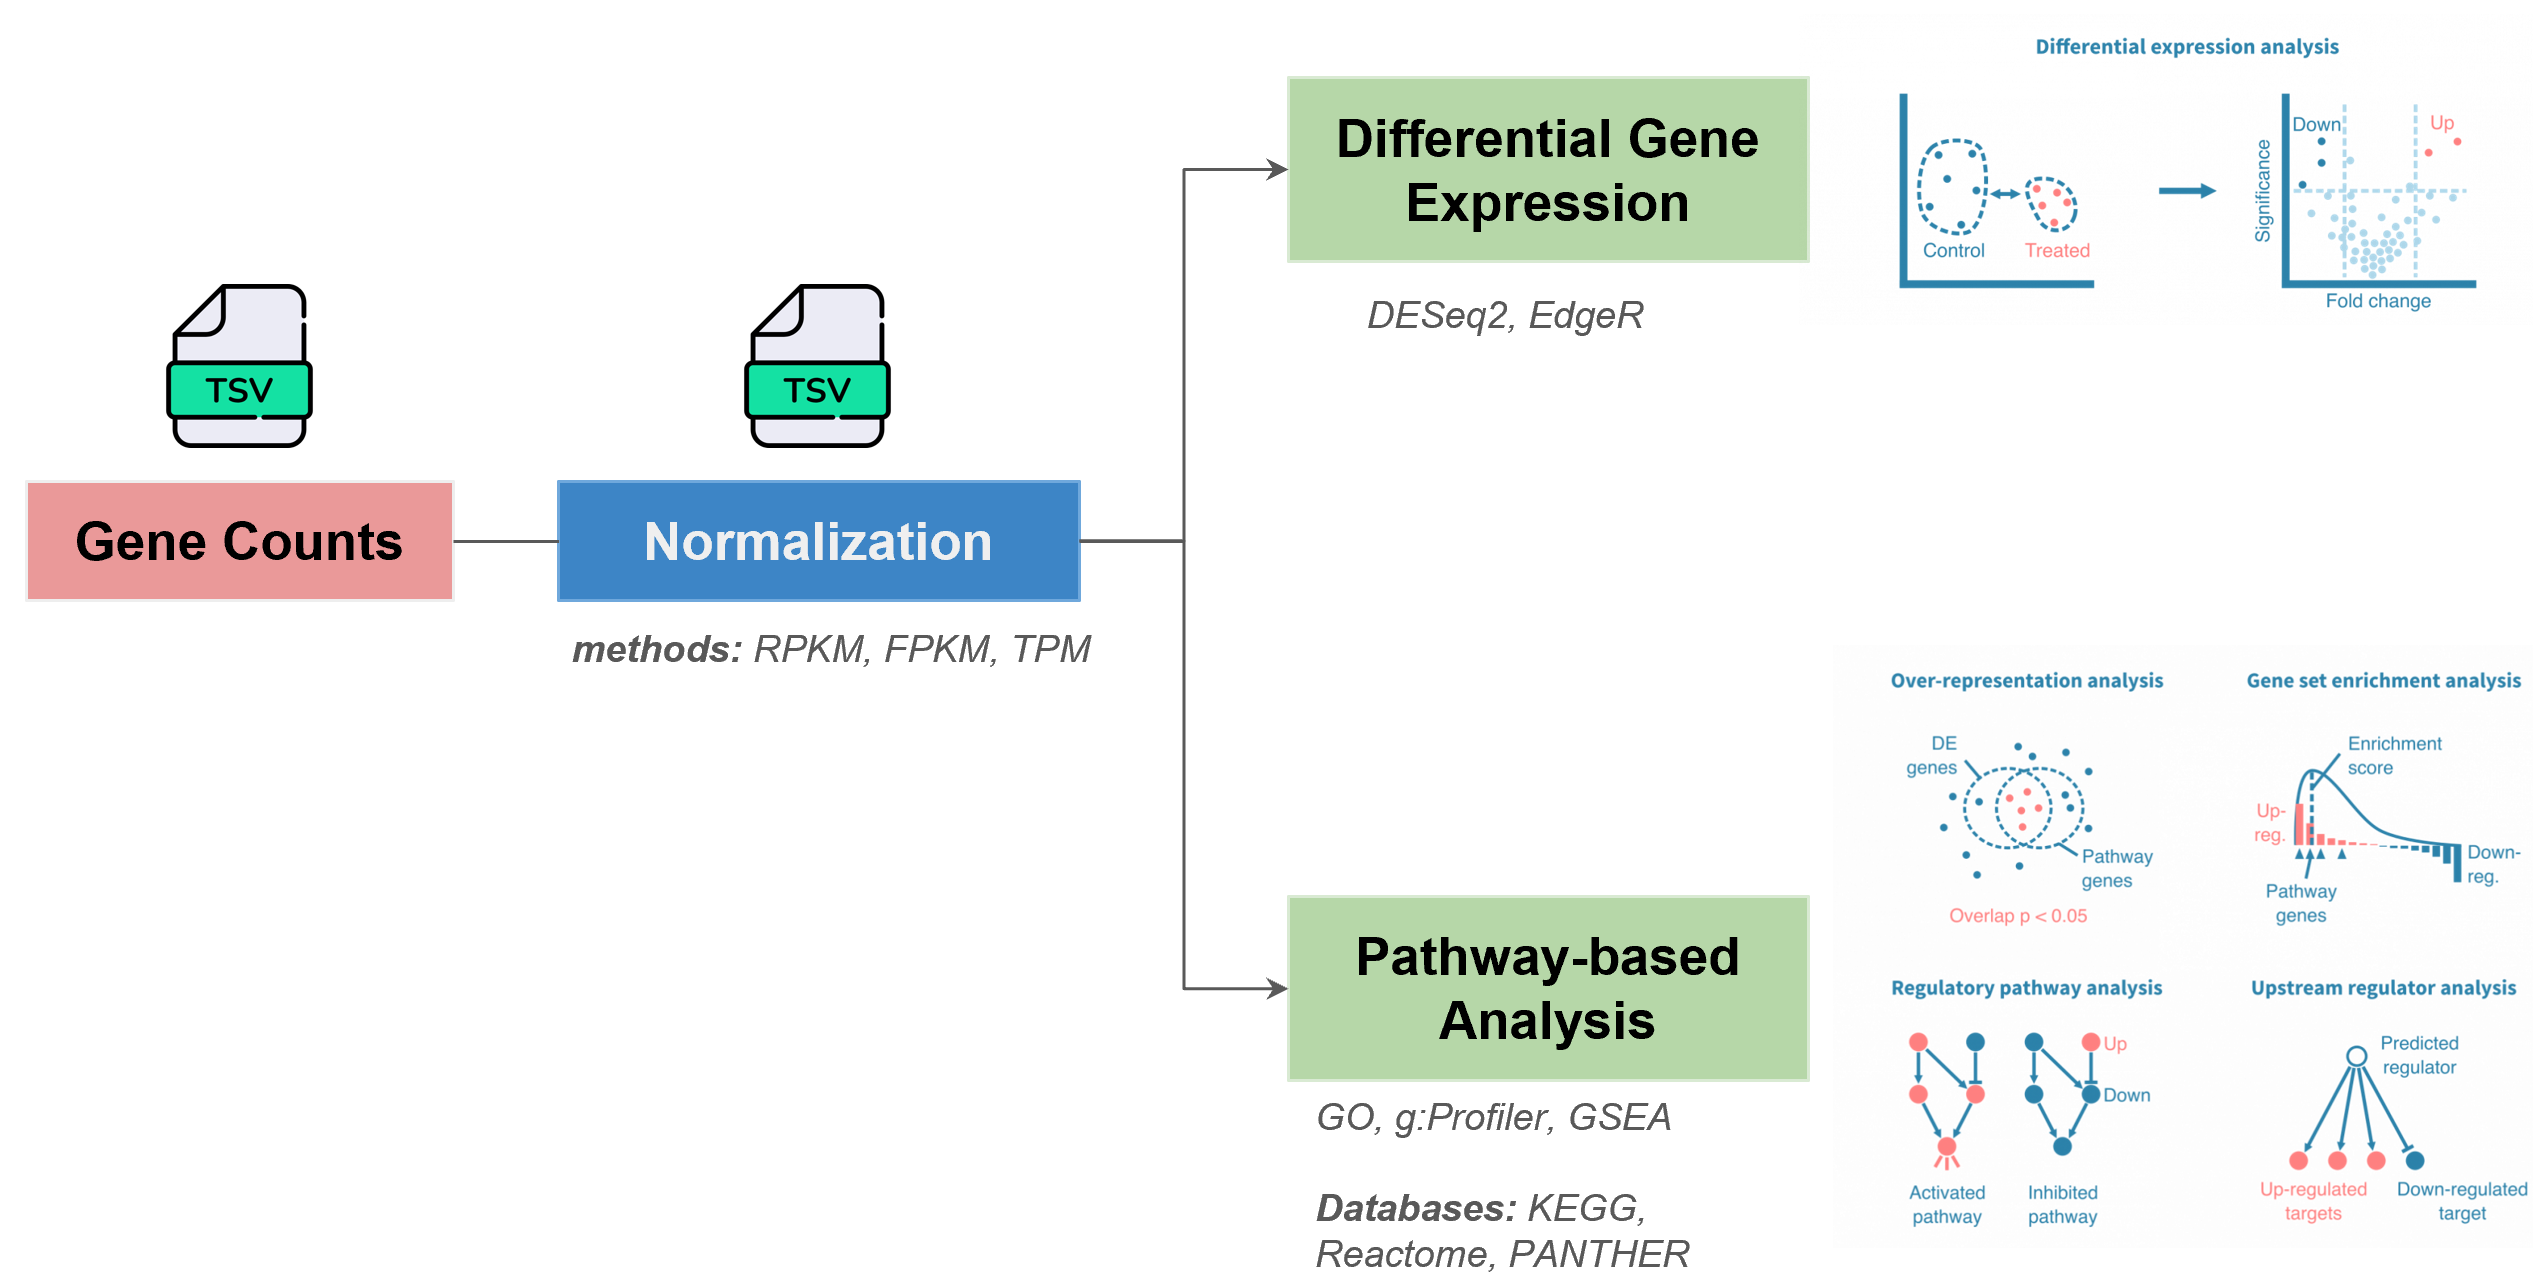 TSV
Gene Counts
TSV
Normalization
methods: RPKM, FPKM, TPM
Differential Gene
Expression
DESeq2, EdgeR
Differential expression analysis
Control
Treated
Down
Up
Significance
Fold change
Pathway-based
Analysis
GO, g:Profiler, GSEA
Databases: KEGG,
Reactome, PANTHER
Over-representation analysis
DE
genes
Pathway
genes
Overlap p < 0.05
Gene set enrichment analysis
Enrichment
score
Up-
reg.
Down-
reg.
Pathway
genes
Regulatory pathway analysis
Up
Down
Activated
pathway
Inhibited
pathway
Upstream regulator analysis
Predicted
regulator
Up-regulated
targets
Down-regulated
target